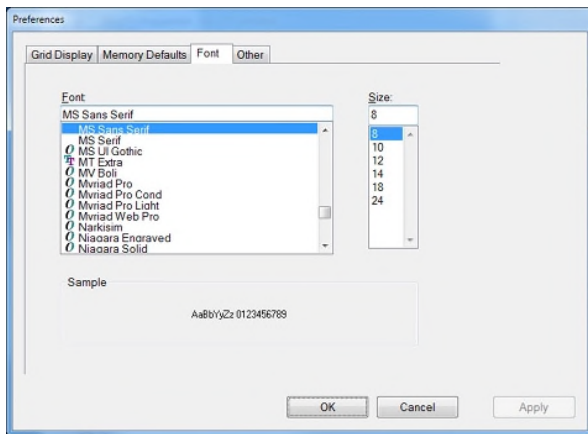 Preferences
Grid Display Memory Defaults Font Other
Font: Size:
MS Sans Serif 8
MS Sans Serif 8
MS Serif 10
MS UI Gothic 12
MT Extra 14
MV Boli 18
Myriad Pro 24
Myriad Pro Cond
Myriad Pro Light
Myriad Web Pro
Narkisim
Niagara Engraved
Niagara Solid
Sample
AaBbYyZz 0123456789
OK Cancel Apply